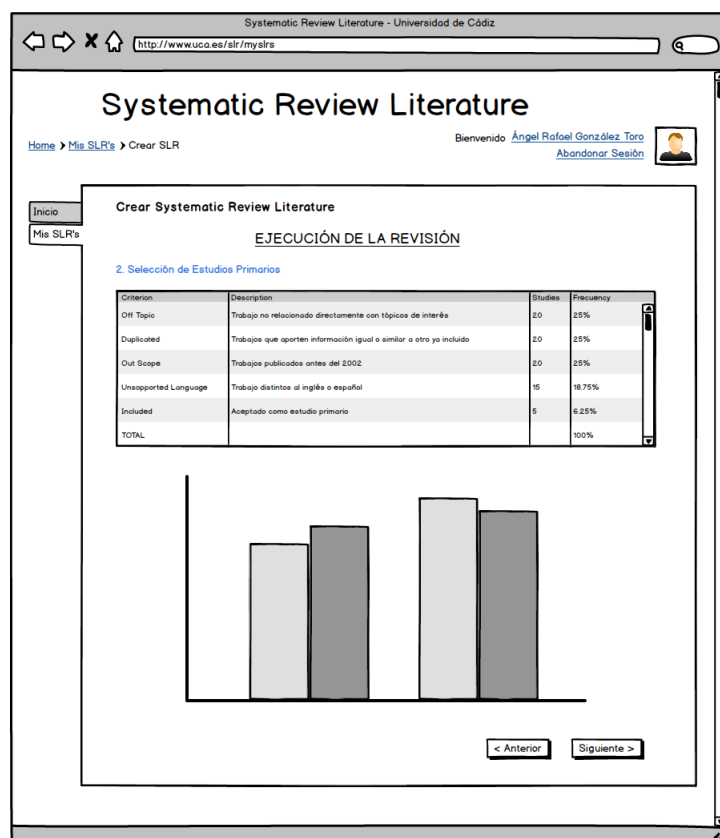 Systematic Review Literature - Universidad de Cádiz
http://www.uca.es/slr/myslrs
Systematic Review Literature
Home Mis SLR's Crear SLR
Bienvenido Ángel Rafael González Toro
Abandonar Sesión
Inicio
Mis SLR's
Crear Systematic Review Literature
EJECUCIÓN DE LA REVISIÓN
2. Selección de Estudios Primarios
Criterion Description Studies Frecuency
Off Topic Trabajo no relacionado directamente con tópicos de interés 20 25%
Duplicated Trabajos que aporten información igual o similar a otro ya incluido 20 25%
Out Scope Trabajos publicados antes del 2002 20 25%
Unsopported Language Trabajo distintos al inglés o español 15 18.75%
Included Aceptado como estudio primario 5 6.25%
TOTAL 100%
< Anterior Siguiente >